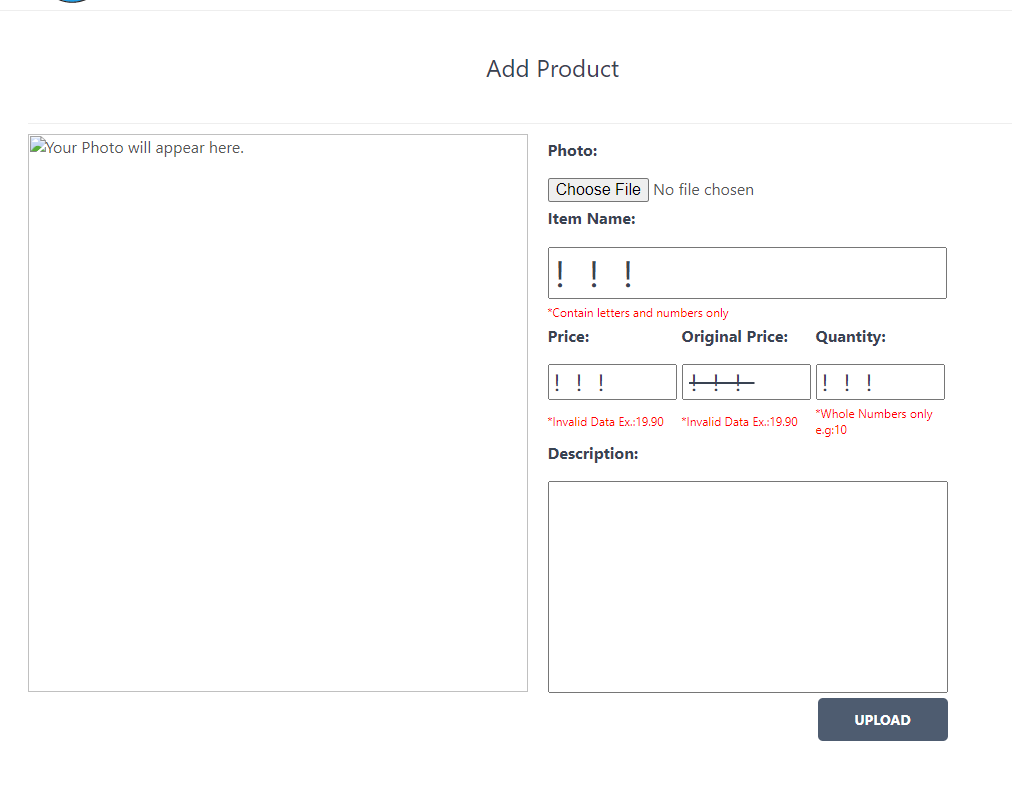 Add Product
Your Photo will appear here.
Photo:
Choose File No file chosen
Item Name:
! ! !
*Contain letters and numbers only
Price: Original Price: Quantity:
! ! ! ! ! ! ! ! !
*Invalid Data Ex.:19.90 *Invalid Data Ex.:19.90 *Whole Numbers only
e.g:10
Description:
UPLOAD